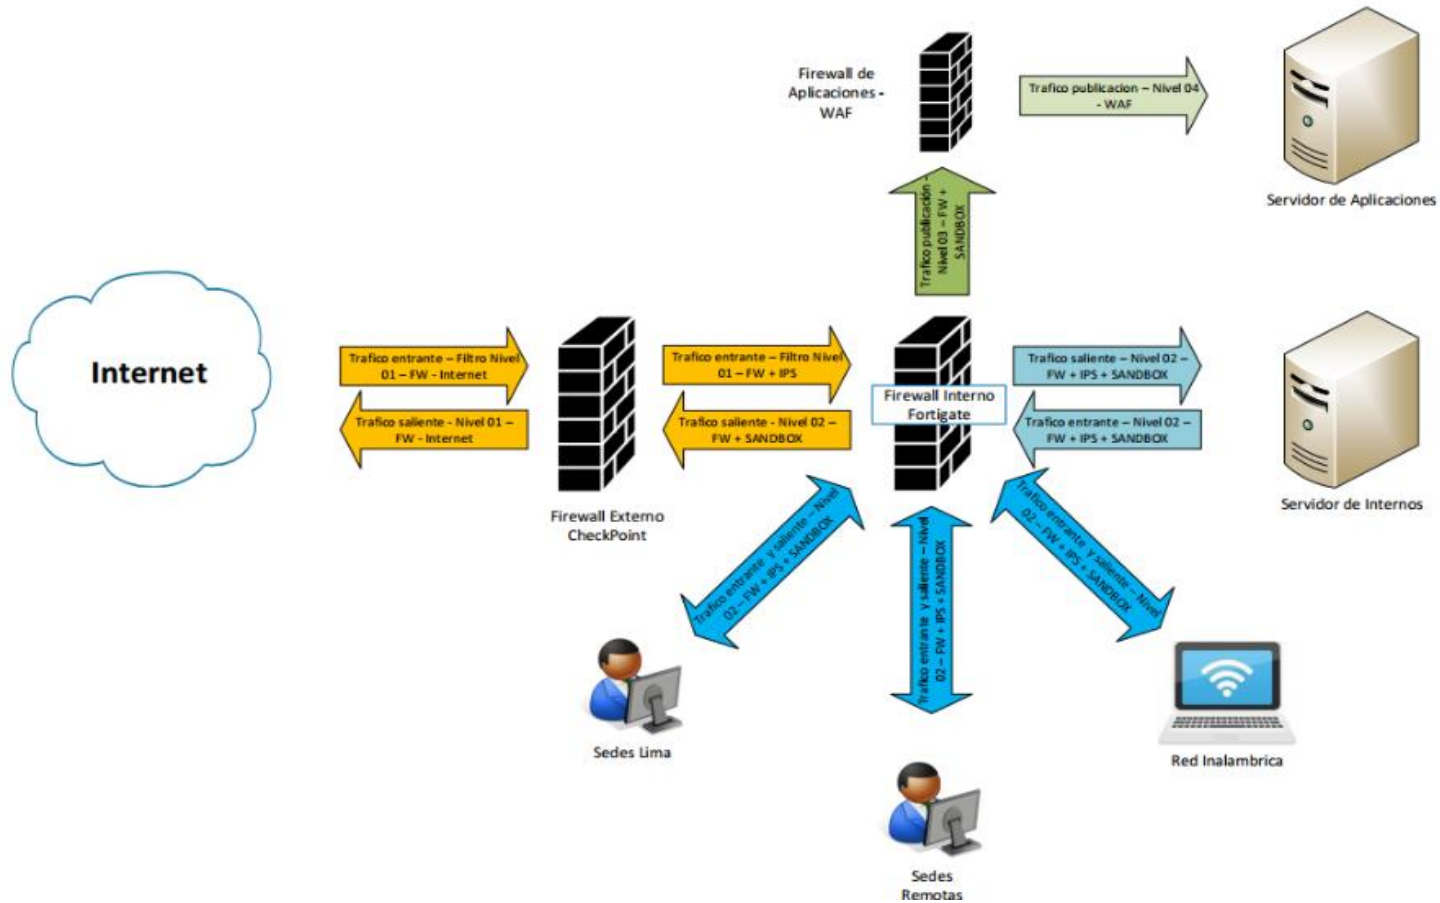 Firewall de
Aplicaciones -
WAF
Trafico publicacion – Nivel 04
- WAF
Servidor de Aplicaciones
Trafico publicación -
Nivel 03 – FW +
SANDBOX
Internet
Trafico entrante – Filtro Nivel
01 – FW - Internet
Trafico saliente - Nivel 01 –
FW - Internet
Firewall Externo
CheckPoint
Trafico entrante – Filtro Nivel
01 – FW + IPS
Trafico saliente - Nivel 02 –
FW + SANDBOX
Firewall Interno
Fortigate
Trafico saliente – Nivel 02 –
FW + IPS + SANDBOX
Trafico entrante – Nivel 02 –
FW + IPS + SANDBOX
Servidor de Internos
Trafico entrante y saliente – Nivel
02 – FW + IPS + SANDBOX
Trafico entrante y saliente – Nivel
02 – FW + IPS + SANDBOX
Trafico entrante y saliente – Nivel
02 – FW + IPS + SANDBOX
Sedes Lima
Red Inalambrica
Sedes
Remotas